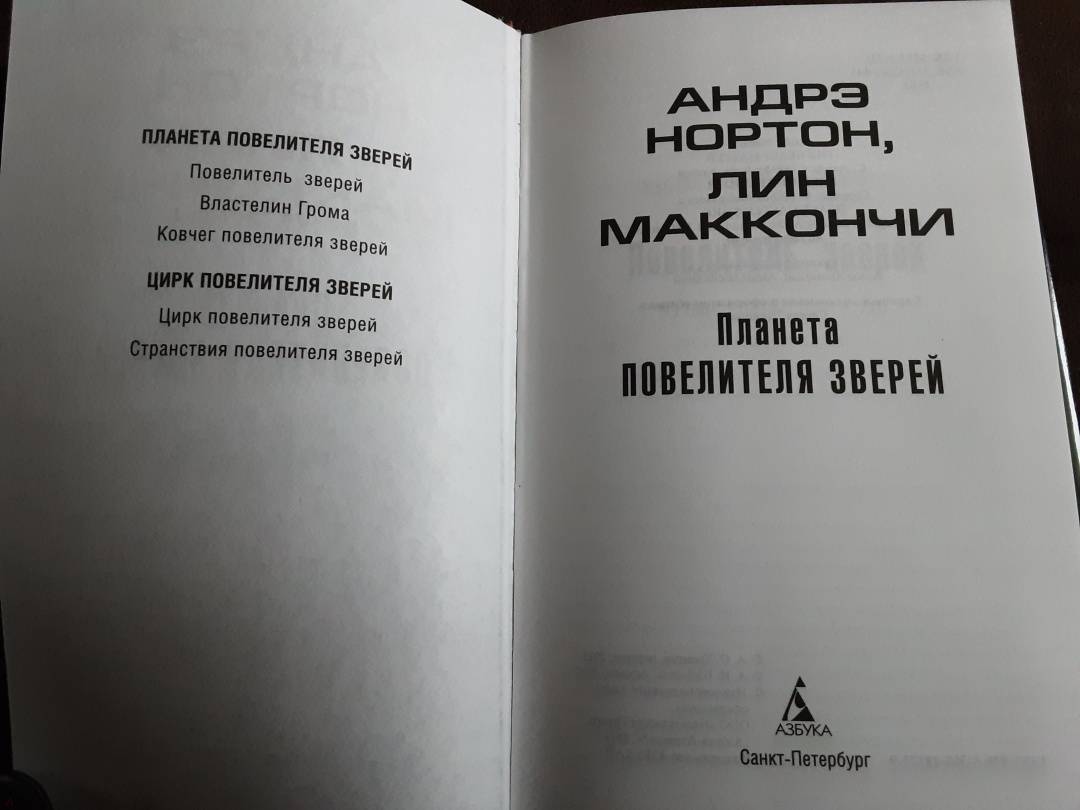 ПЛАНЕТА ПОВЕЛИТЕЛЯ ЗВЕРЕЙ
Повелитель зверей
Властелин Грома
Ковчег повелителя зверей
ЦИРК ПОВЕЛИТЕЛЯ ЗВЕРЕЙ
Цирк повелителя зверей
Странствия повелителя зверей
АНДРЭ
НОРТОН,
ЛИН
МАККОНЧИ
Планета
ПОВЕЛИТЕЛЯ ЗВЕРЕЙ
АЗБУКА
Санкт-Петербург